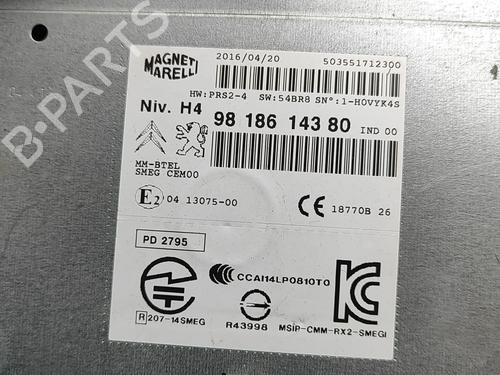 B-PARTS
MAGNETI
MARELLI
2016/04/20 503551712300
HW:PRS2-4 SW:54BR8 SN°:1-HOVYK4S
Niv. H4 98 186 143 80 IND 00
MM-BTEL
SMEG CEM00
E2 04 13075-00 CE 18770B 26
PD 2795
CCAI14LP0810T0
R 207-14SMEG
R43998
MSIP-CMM-RX2-SMEGI